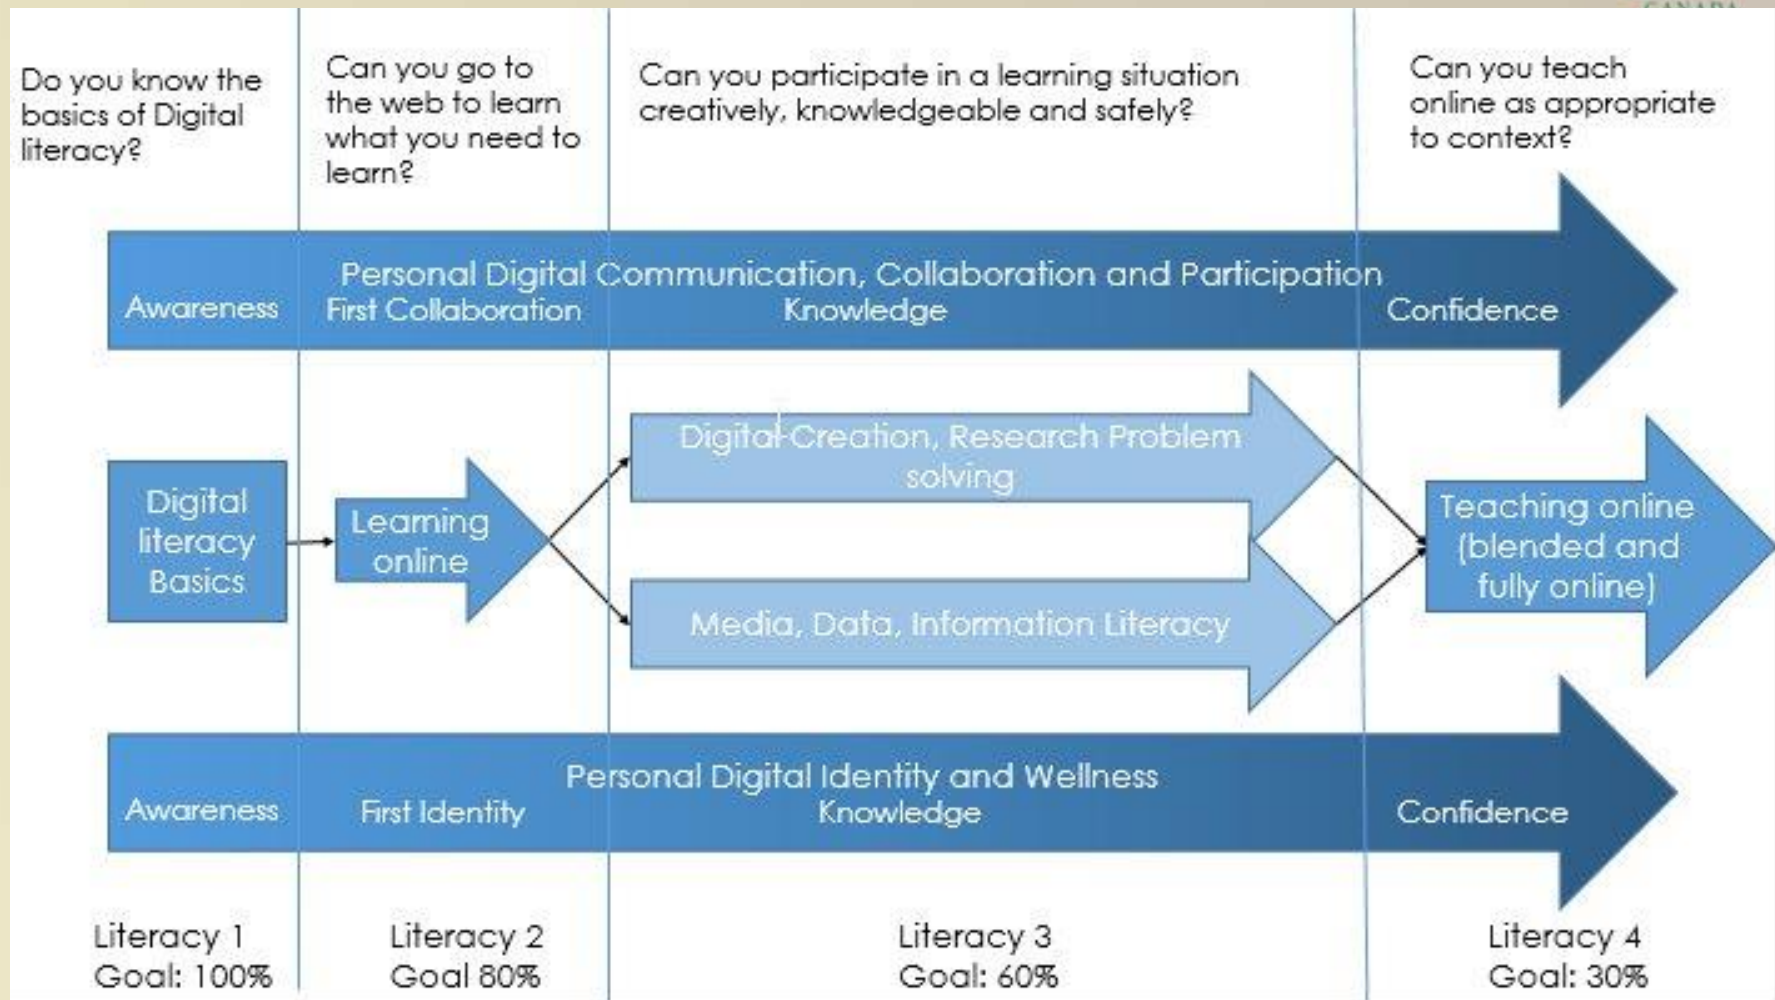 CANADA
Do you know the
basics of Digital
literacy?
Can you go to
the web to learn
what you need to
learn?
Can you participate in a learning situation
creatively, knowledgeable and safely?
Can you teach
online as appropriate
to context?
Personal Digital Communication, Collaboration and Participation
Awareness
First Collaboration
Knowledge
Confidence
Digital
literacy
Basics
Learning
online
Digital Creation, Research Problem
solving
Media, Data, Information Literacy
Teaching online
(blended and
fully online)
Personal Digital Identity and Wellness
Awareness
First Identity
Knowledge
Confidence
Literacy 1
Goal: 100%
Literacy 2
Goal 80%
Literacy 3
Goal: 60%
Literacy 4
Goal: 30%